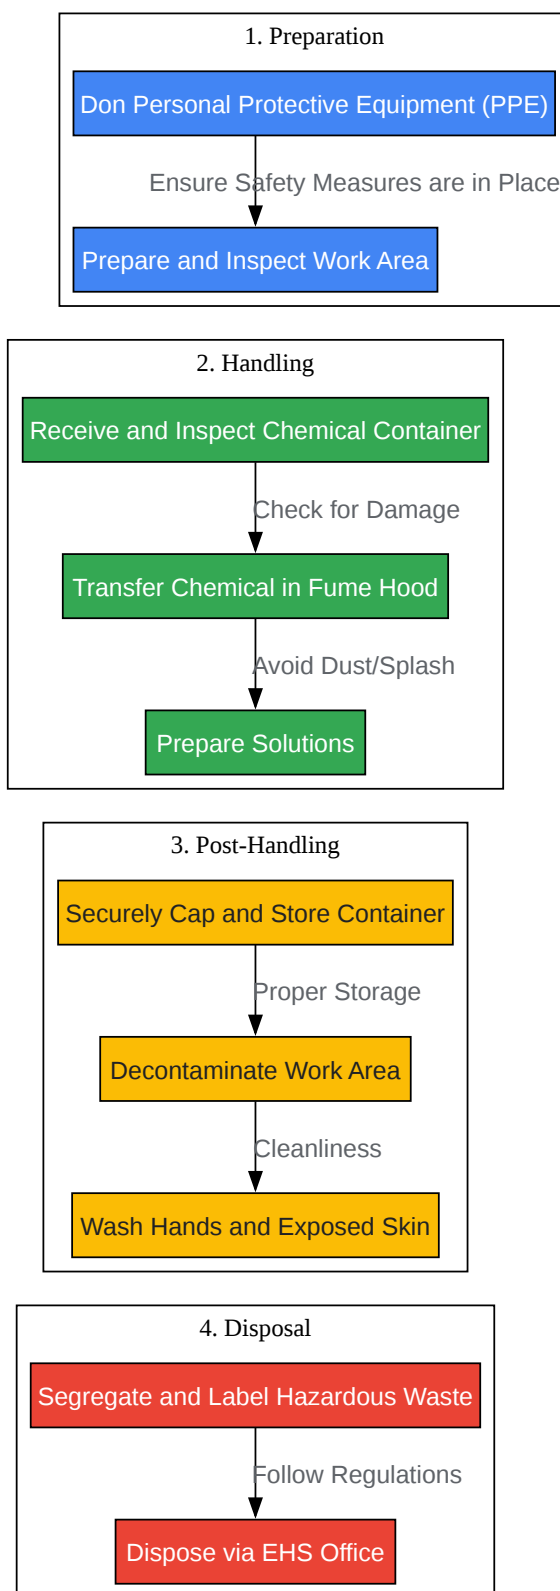 1. Preparation
Don Personal Protective Equipment (PPE)
Ensure Safety Measures are in Place
Prepare and Inspect Work Area
2. Handling
Receive and Inspect Chemical Container
Check for Damage
Transfer Chemical in Fume Hood
Avoid Dust/Splash
Prepare Solutions
3. Post-Handling
Securely Cap and Store Container
Proper Storage
Decontaminate Work Area
Cleanliness
Wash Hands and Exposed Skin
4. Disposal
Segregate and Label Hazardous Waste
Follow Regulations
Dispose via EHS Office